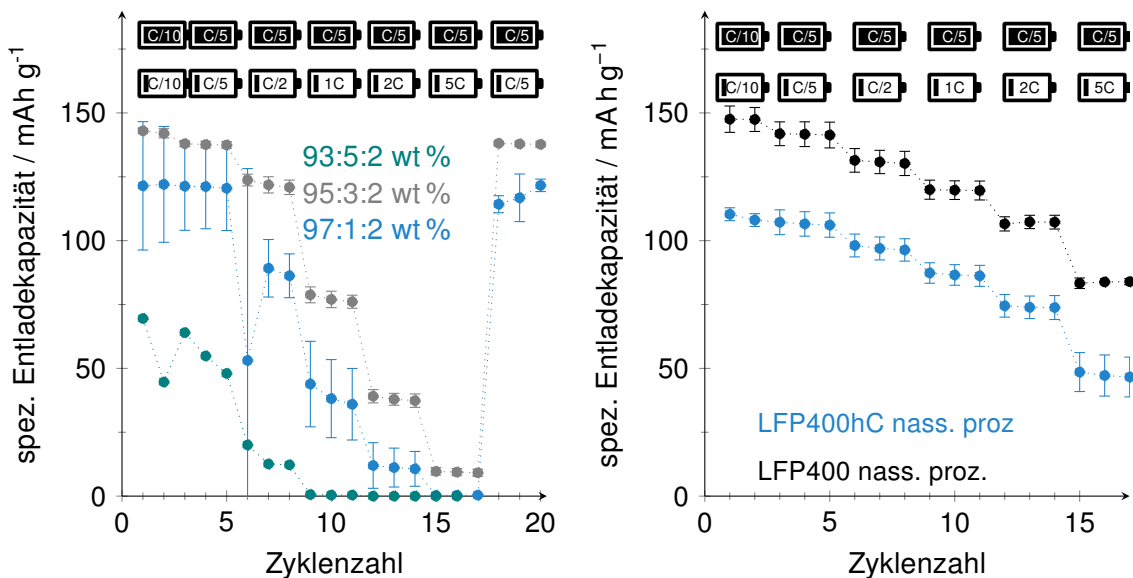 C/10 C/5 C/5 C/5 C/5 C/5 C/5
C/10 C/5 C/2 1C 2C 5C C/5
150
100
50
0
0 5 10 15 20
spez. Entladekapazität / mAh g-1
Zyklenzahl
93:5:2 wt %
95:3:2 wt %
97:1:2 wt %
C/10 C/5 C/5 C/5 C/5 C/5
C/10 C/5 C/2 1C 2C 5C
150
100
50
0
0 5 10 15
spez. Entladekapazität / mAh g−1
Zyklenzahl
LFP400hC nass. proz
LFP400 nass. proz.